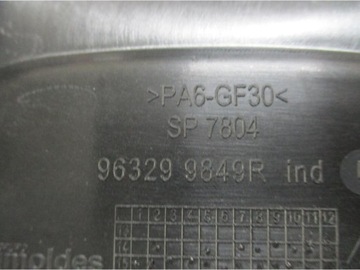 >PA6-GF30<
SP 7804
96329 9849R ind
1 2 3 4 5 6 7 8 9 10 11 12